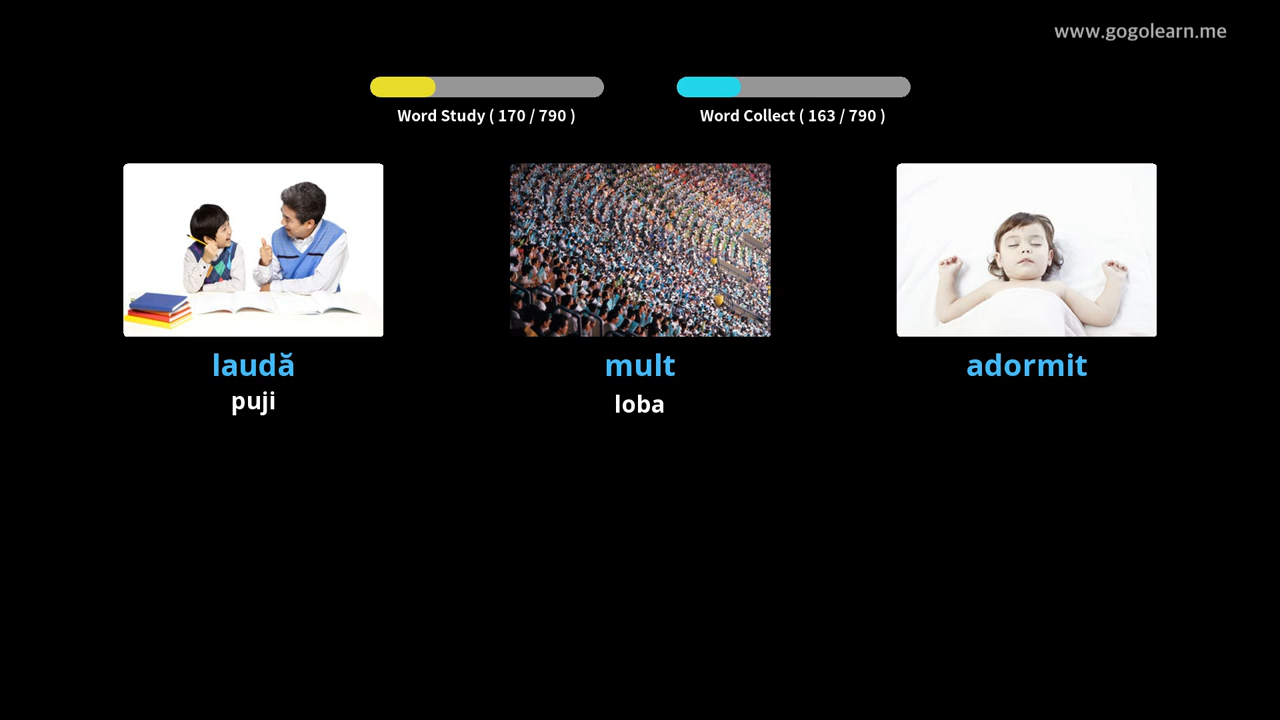 www.gogolearn.me
Word Study ( 170 / 790 )
Word Collect ( 163 / 790 )
laudă
mult
adormit
puji
loba